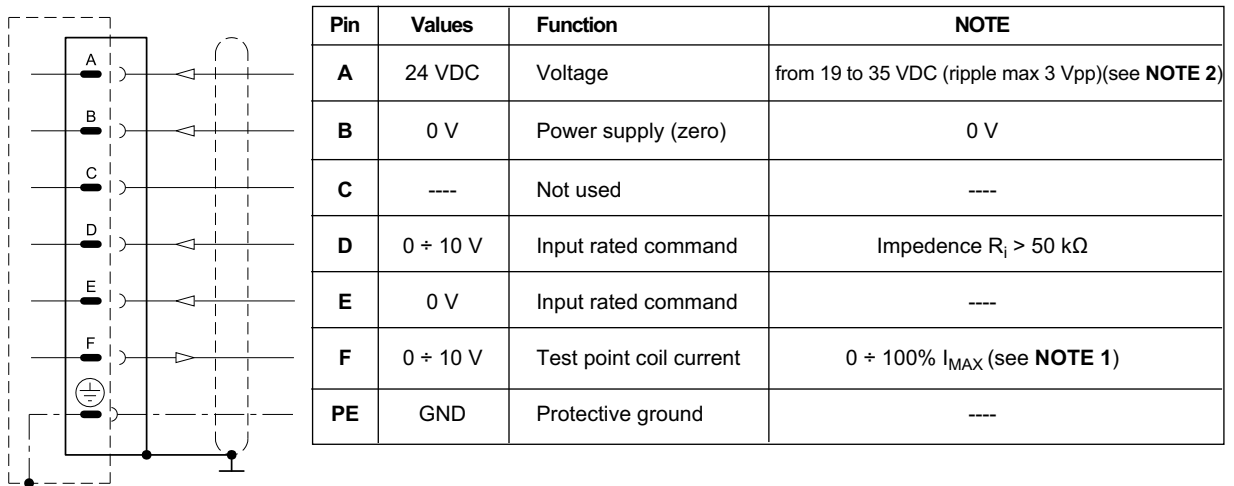 A
B
C
D
E
F
Pin Values Function NOTE
A 24 VDC Voltage from 19 to 35 VDC (ripple max 3 Vpp)(see NOTE 2)
B 0 V Power supply (zero) 0 V
C ---- Not used ----
D 0 ÷ 10 V Input rated command Impedence Ri > 50 kΩ
E 0 V Input rated command ----
F 0 ÷ 10 V Test point coil current 0 ÷ 100% IMAX (see NOTE 1)
PE GND Protective ground ----